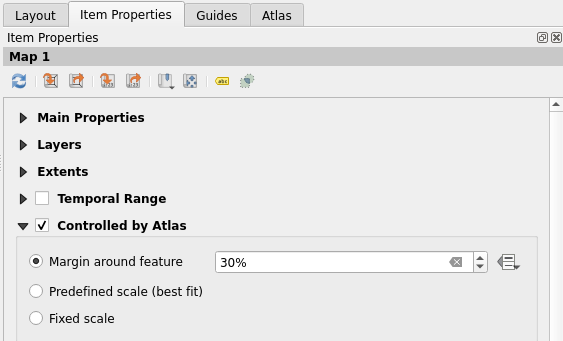 Layout Item Properties Guides Atlas
Item Properties
Map 1
abc
Main Properties
Layers
Extents
Temporal Range
Controlled by Atlas
Margin around feature 30%
Predefined scale (best fit)
Fixed scale